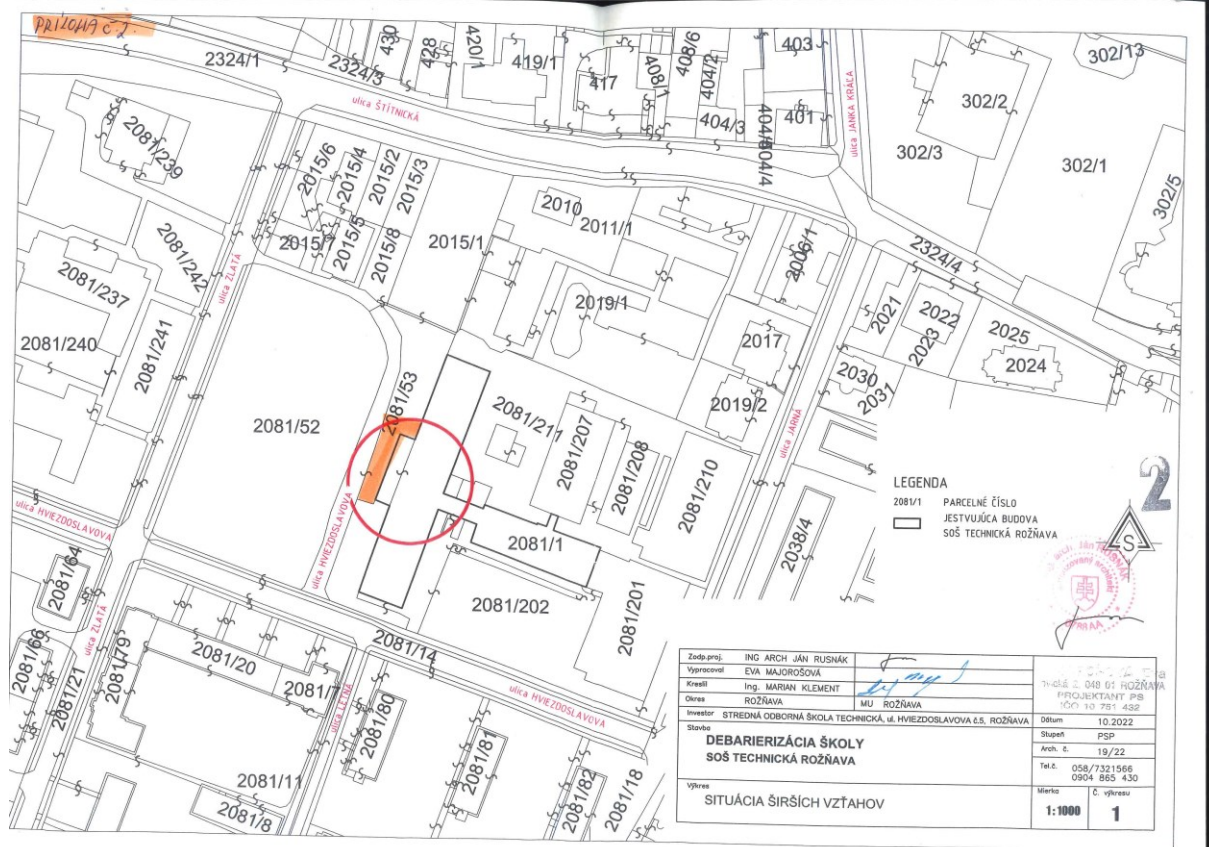 PRÍLOHA č.
2324/1
2324/3
430
428
420/1
419/1
417
408/1
408/6
404/2
404/3
404/4
403
401
302/13
302/2
302/3
302/1
302/5
ulica ŠTÍTNICKÁ
ulica JANKA KRÁĽA
2081/239
2015/6
2015/4
2015/2
2015/3
2015/7
2015/5
2015/8
2015/1
2010
2011/1
2006/1
2324/4
2081/242
2081/237
ulica ZLATÁ
2081/241
2081/240
2019/1
2017
2019/2
2021
2022
2023
2025
2024
2030
2031
2081/53
2081/52
2081/211
2081/207
2081/208
2081/210
ulica JARNÁ
ulica HVIEZDOSLAVOVA
ulica HVIEZDOSLAVOVA
2081/1
2038/4
2081/64
2081/202
2081/201
ulica ZLATÁ
2081/66
2081/21
2081/79
2081/20
2081/14
2081/7
ulica LETNÁ
ulica HVIEZDOSLAVOVA
2081/80
2081/81
2081/11
2081/8
2081/82
2081/18
LEGENDA
2081/1 PARCELNÉ ČÍSLO
JESTVUJÚCA BUDOVA
SOŠ TECHNICKÁ ROŽŇAVA
2
S
Zodp.proj. ING ARCH JÁN RUSNÁK
Vypracoval EVA MAJOROŠOVÁ
Kreslil Ing. MARIAN KLEMENT
Okres ROŽŇAVA MU ROŽŇAVA
Investor STREDNÁ ODBORNÁ ŠKOLA TECHNICKÁ, ul. HVIEZDOSLAVOVA č.5, ROŽŇAVA
Stavba
DEBARIERIZÁCIA ŠKOLY
SOŠ TECHNICKÁ ROŽŇAVA
Výkres
SITUÁCIA ŠIRŠÍCH VZŤAHOV
048 01 ROŽŇAVA
PROJEKTANT PS
IČO 10 751 432
Dátum 10.2022
Stupeň PSP
Arch. č. 19/22
Tel.č. 058/7321566
0904 865 430
Mierka Č. výkresu
1:1000 1